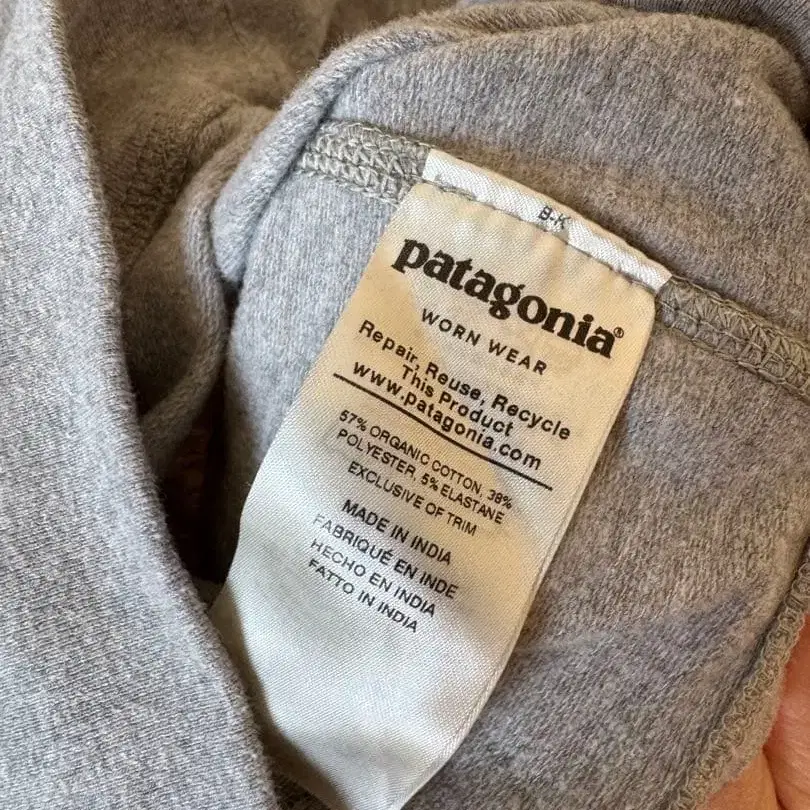 B-K
patagonia®
WORN WEAR
Repair, Reuse, Recycle
This Product
www.patagonia.com
57% ORGANIC COTTON, 38%
POLYESTER, 5% ELASTANE
EXCLUSIVE OF TRIM
MADE IN INDIA
FABRIQUÉ EN INDE
HECHO EN INDIA
FATTO IN INDIA